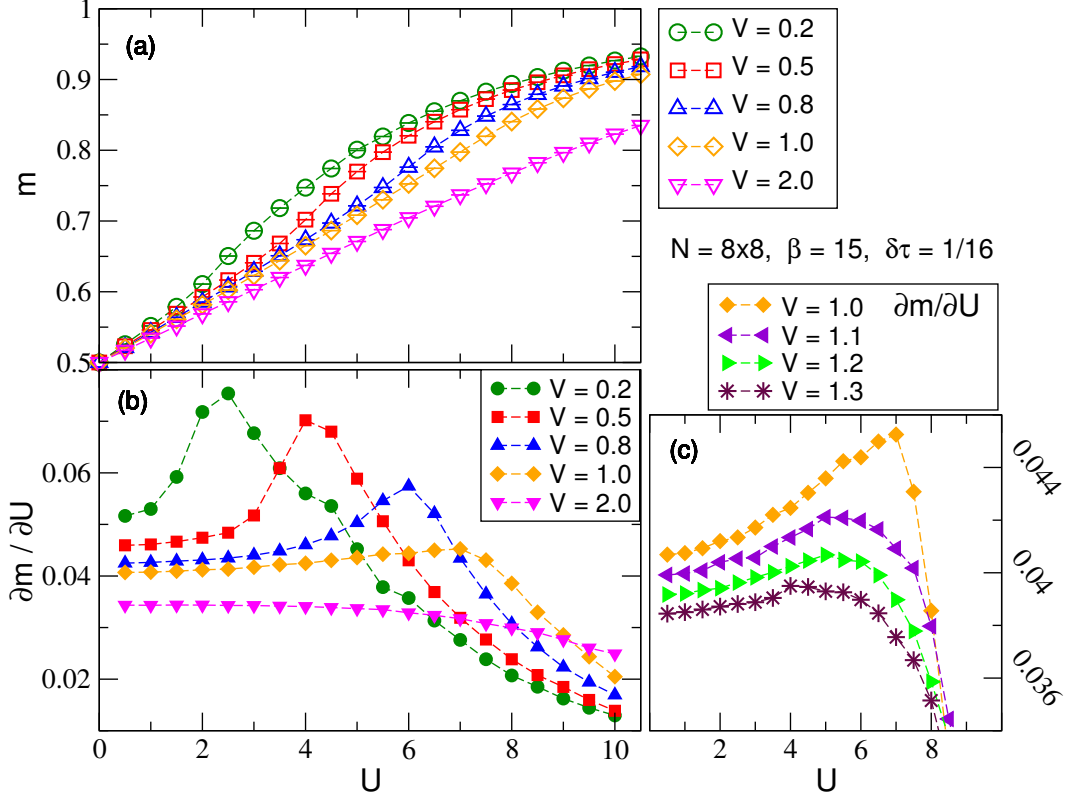 1
0.9
0.8
0.7
0.6
0.5
m
(a)
V = 0.2
V = 0.5
V = 0.8
V = 1.0
V = 2.0
N = 8x8, β = 15, δτ = 1/16
V = 1.0 ∂m/∂U
V = 1.1
V = 1.2
V = 1.3
(b)
V = 0.2
V = 0.5
V = 0.8
V = 1.0
V = 2.0
0.06
0.04
0.02
∂m / ∂U
0 2 4 6 8 10
U
(c)
0.044
0.04
0.036
2 4 6 8
U